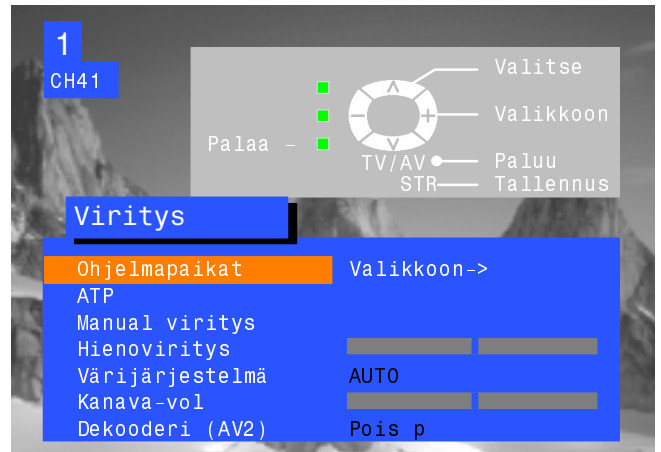 1
CH41
Valitse
Valikkoon
Palaa -
TV/AV Paluu
STR Tallennus
Viritys
Ohjelmapaikat Valikkoon->
ATP
Manual viritys
Hienoviritys
Värijärjestelmä AUTO
Kanava-vol
Dekooderi (AV2) Pois p